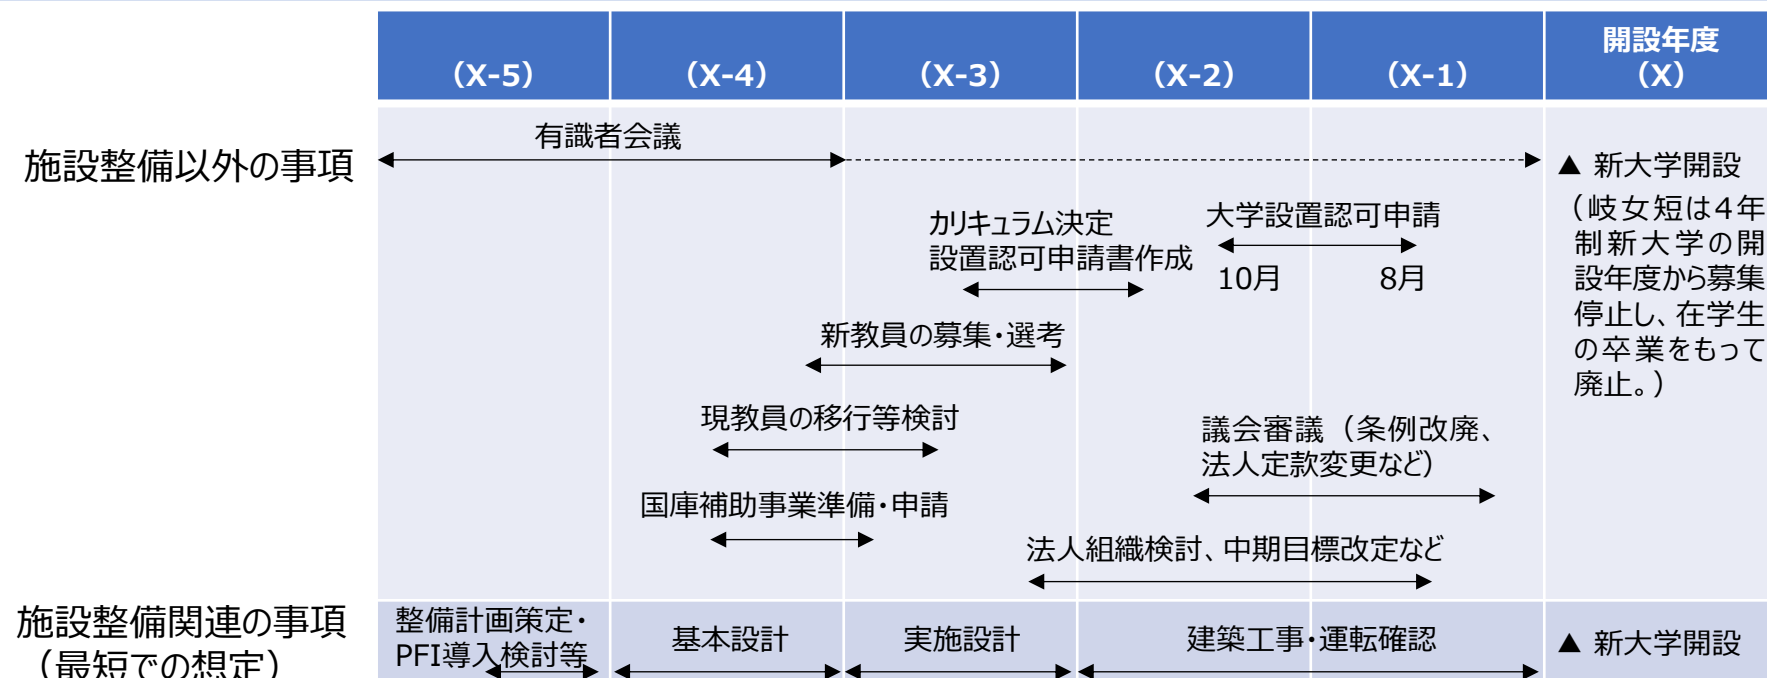 開設年度
（X-5）	（X-4）	（X-3）	（X-2）	（X-1）	（X）
施設整備以外の事項
有識者会議
▲ 新大学開設
（岐女短は4年
制新大学の開
設年度から募集
停止し、在学生
の卒業をもって
廃止。）
カリキュラム決定
設置認可申請書作成
大学設置認可申請
10月	8月
新教員の募集・選考
現教員の移行等検討
議会審議（条例改廃、
法人定款変更など）
国庫補助事業準備・申請
法人組織検討、中期目標改定など
施設整備関連の事項
（最短での想定）
整備計画策定・
PFI導入検討等
基本設計
実施設計
建築工事・運転確認
▲ 新大学開設